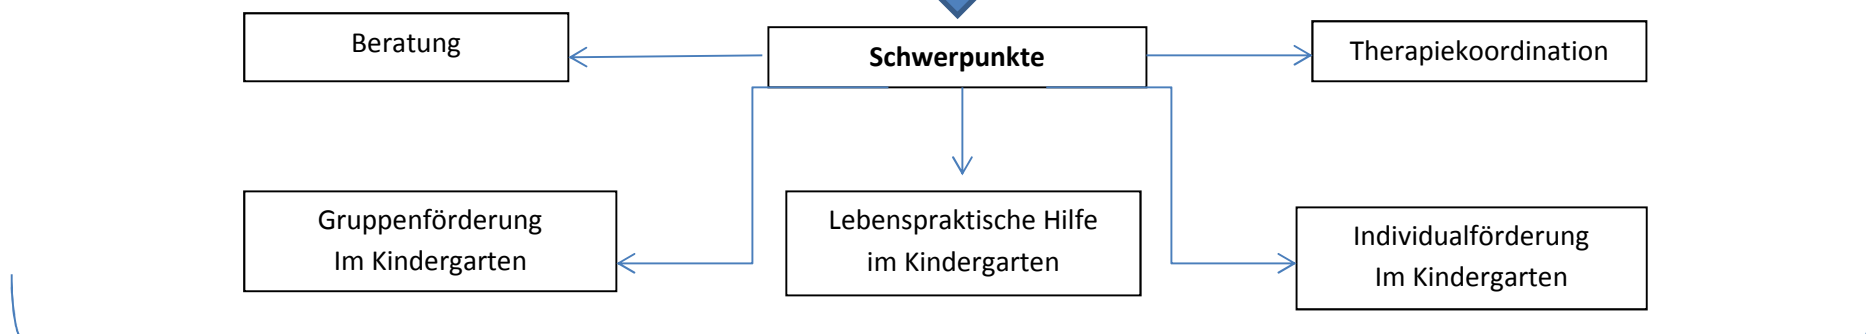 Beratung
Schwerpunkte
Therapiekoordination
Gruppenförderung
Im Kindergarten
Lebenspraktische Hilfe
im Kindergarten
Individualförderung
Im Kindergarten